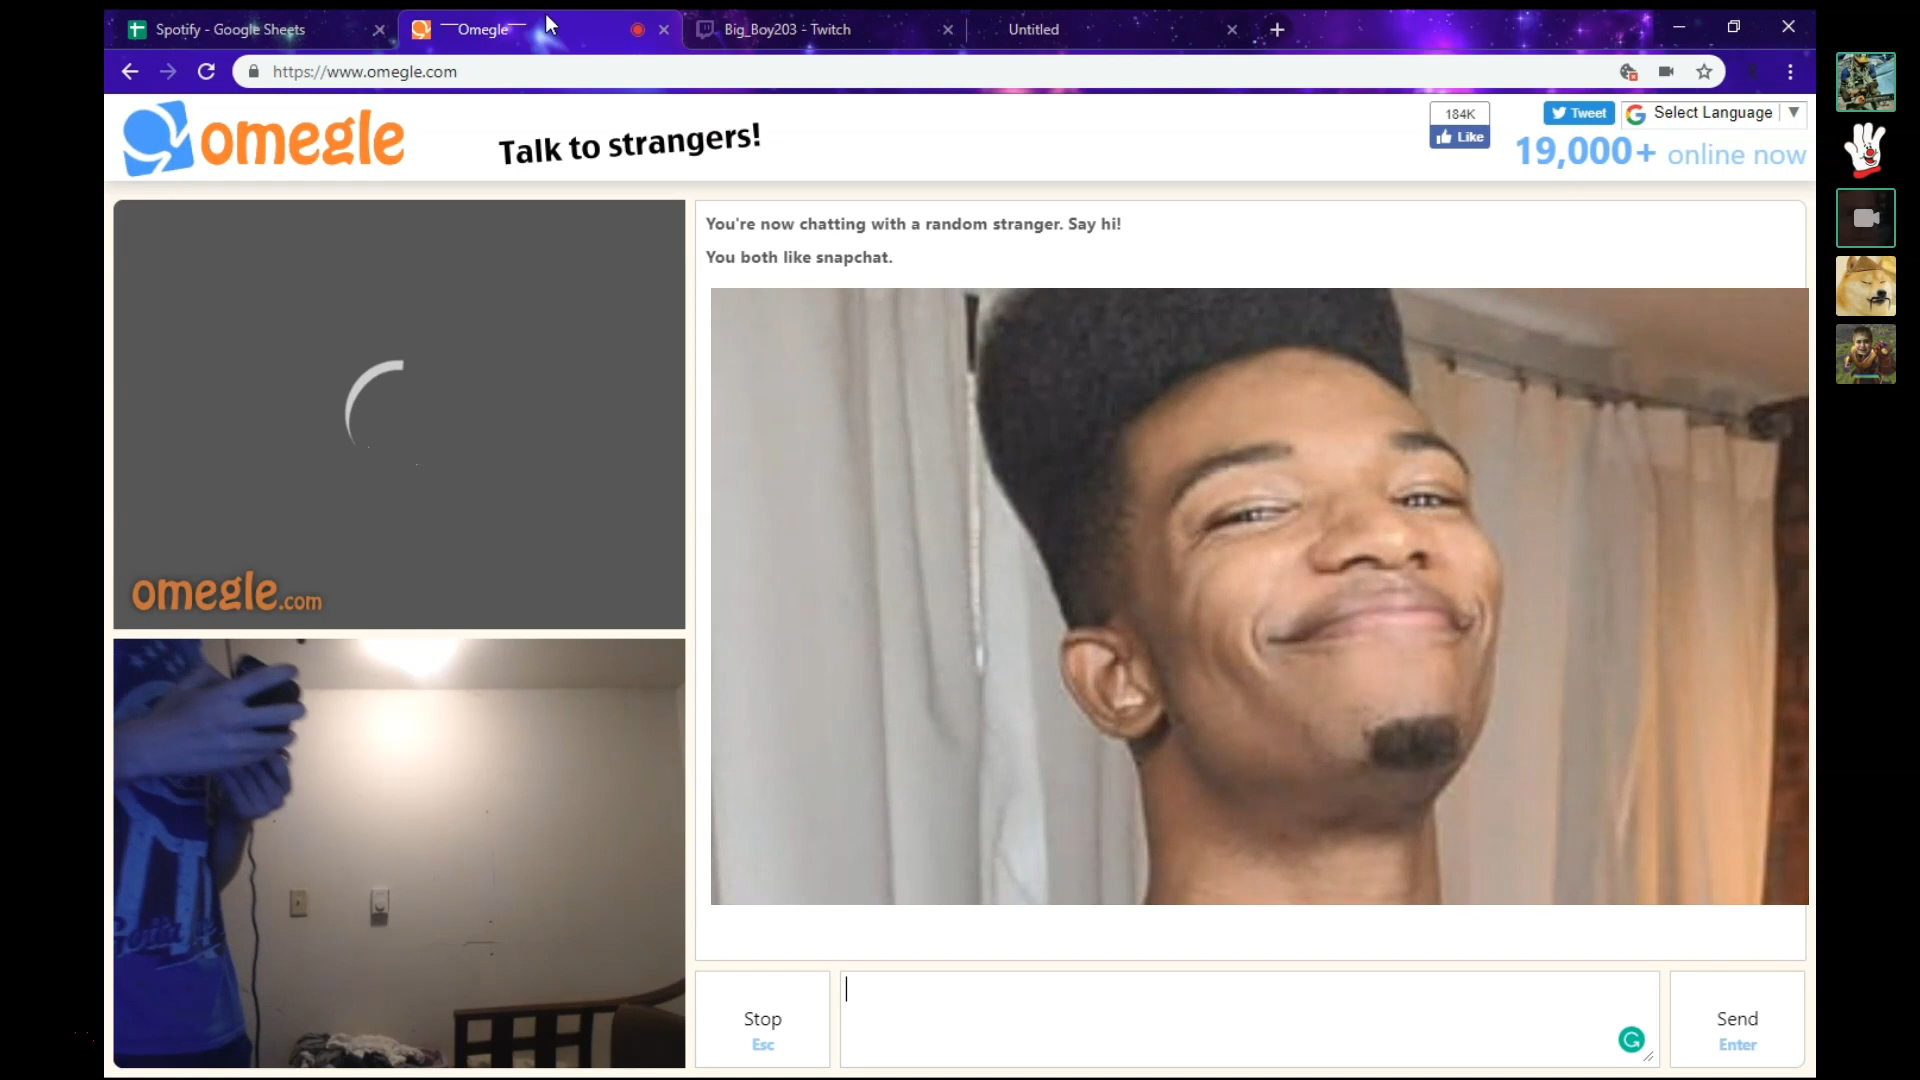 Spotify - Google Sheets
Omegle
Big_Boy203 - Twitch
Untitled
https://www.omegle.com
omegle
Talk to strangers!
184K
Like
Tweet
Select Language
19,000+ online now
You're now chatting with a random stranger. Say hi!
You both like snapchat.
omegle.com
Stop
Esc
Send
Enter